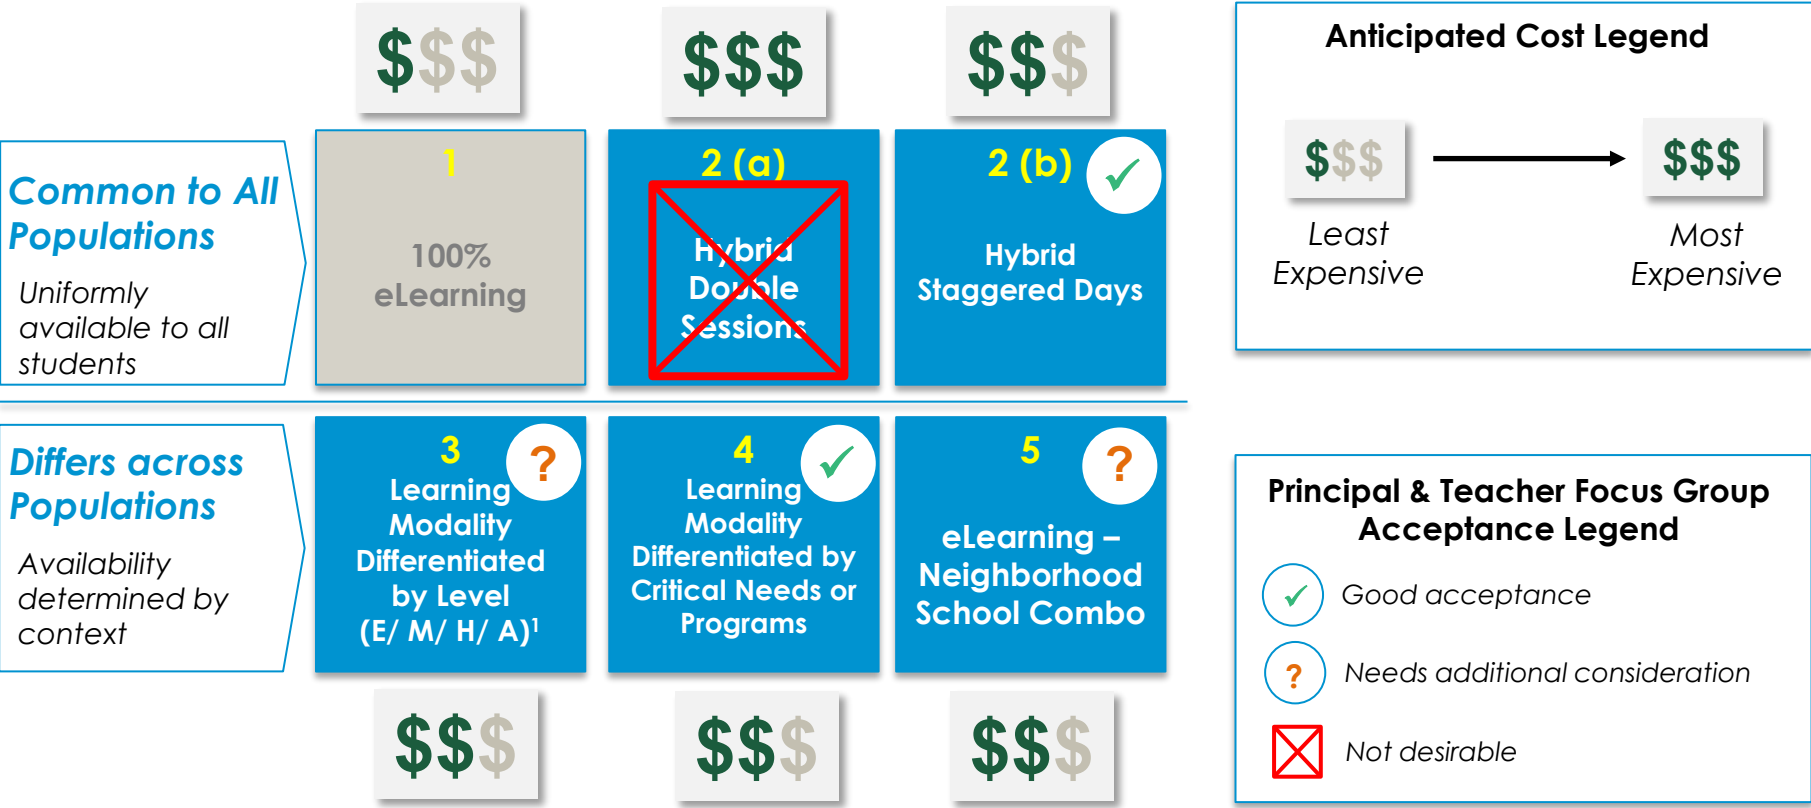 $$$
$$$
$$$
Common to All
Populations
Uniformly
available to all
students
1
100%
eLearning
2 (a)
Hybrid
Double
Sessions
2 (b)
✓
Hybrid
Staggered Days
Differs across
Populations
Availability
determined by
context
3
?
Learning
Modality
Differentiated
by Level
(E/ M/ H/ A)¹
4
✓
Learning
Modality
Differentiated by
Critical Needs or
Programs
5
?
eLearning –
Neighborhood
School Combo
$$$
$$$
$$$
Anticipated Cost Legend
$$$
$$$
Least
Expensive
Most
Expensive
Principal & Teacher Focus Group
Acceptance Legend
✓ Good acceptance
? Needs additional consideration
Not desirable